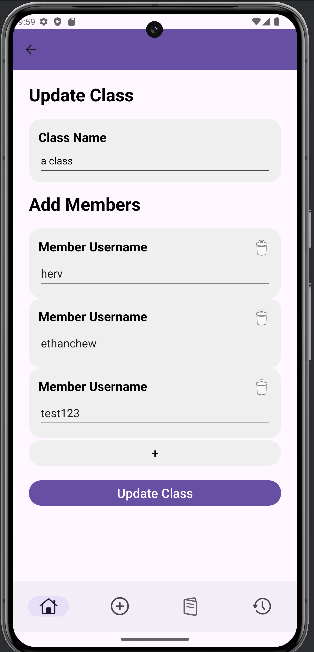 9:59
Update Class
Class Name
a class
Add Members
Member Username
herv
Member Username
ethanchew
Member Username
test123
+
Update Class